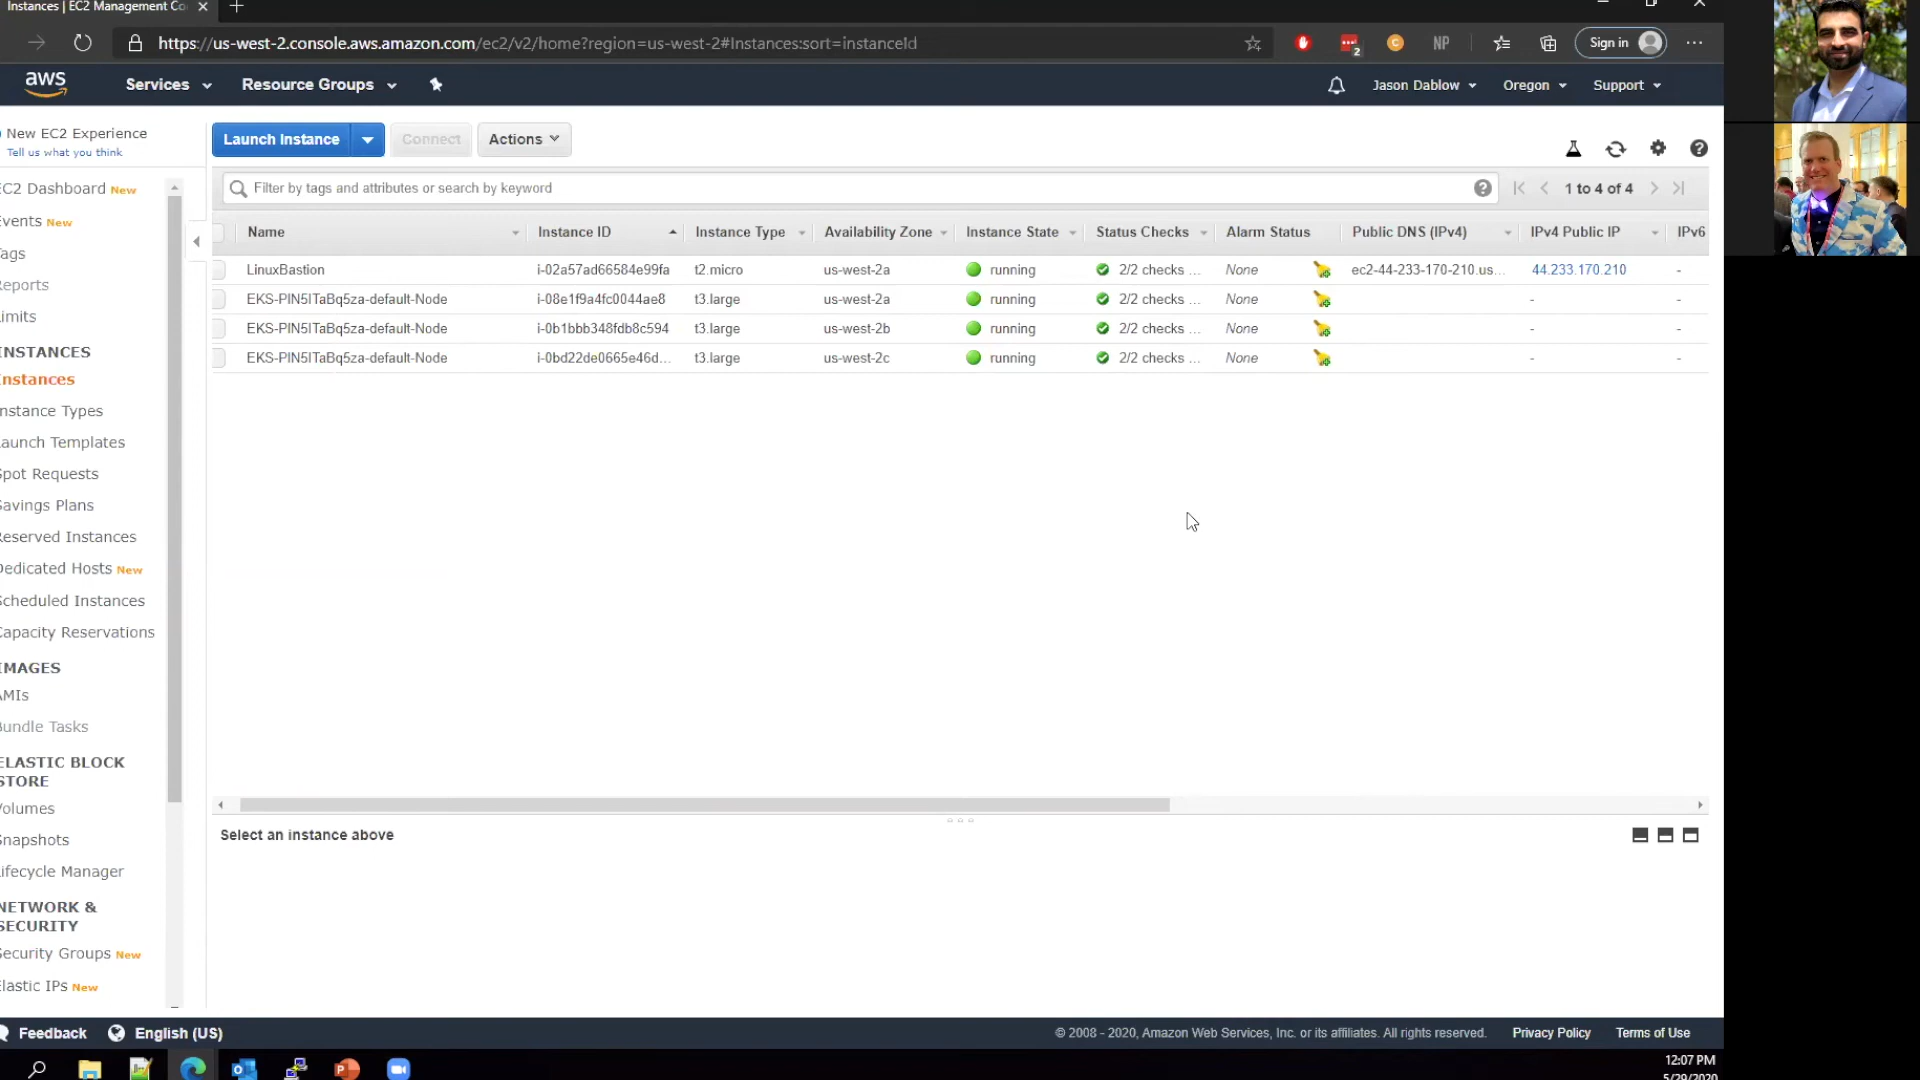 Instances | EC2 Management Co
https://us-west-2.console.aws.amazon.com/ec2/v2/home?region=us-west-2#Instances:sort=instanceId
2
C
NP
Sign in
aws
Services
Resource Groups
Jason Dablow
Oregon
Support
New EC2 Experience
Tell us what you think
Launch Instance
Connect
Actions
Filter by tags and attributes or search by keyword
1 to 4 of 4
EC2 Dashboard New
Events New
Tags
Reports
Limits
INSTANCES
Instances
Instance Types
Launch Templates
Spot Requests
Savings Plans
Reserved Instances
Dedicated Hosts New
Scheduled Instances
Capacity Reservations
IMAGES
AMIs
Bundle Tasks
ELASTIC BLOCK
STORE
Volumes
Snapshots
Lifecycle Manager
NETWORK &
SECURITY
Security Groups New
Elastic IPs New
Name Instance ID Instance Type Availability Zone Instance State Status Checks Alarm Status Public DNS (IPv4) IPv4 Public IP IPv6
LinuxBastion i-02a57ad66584e99fa t2.micro us-west-2a running 2/2 checks ... None ec2-44-233-170-210.us... 44.233.170.210 -
EKS-PIN5ITaBq5za-default-Node i-08e1f9a4fc0044ae8 t3.large us-west-2a running 2/2 checks ... None - -
EKS-PIN5ITaBq5za-default-Node i-0b1bbb348fdb8c594 t3.large us-west-2b running 2/2 checks ... None - -
EKS-PIN5ITaBq5za-default-Node i-0bd22de0665e46d... t3.large us-west-2c running 2/2 checks ... None - -
Select an instance above
Feedback
English (US)
© 2008 - 2020, Amazon Web Services, Inc. or its affiliates. All rights reserved.
Privacy Policy
Terms of Use
12:07 PM
5/29/2020